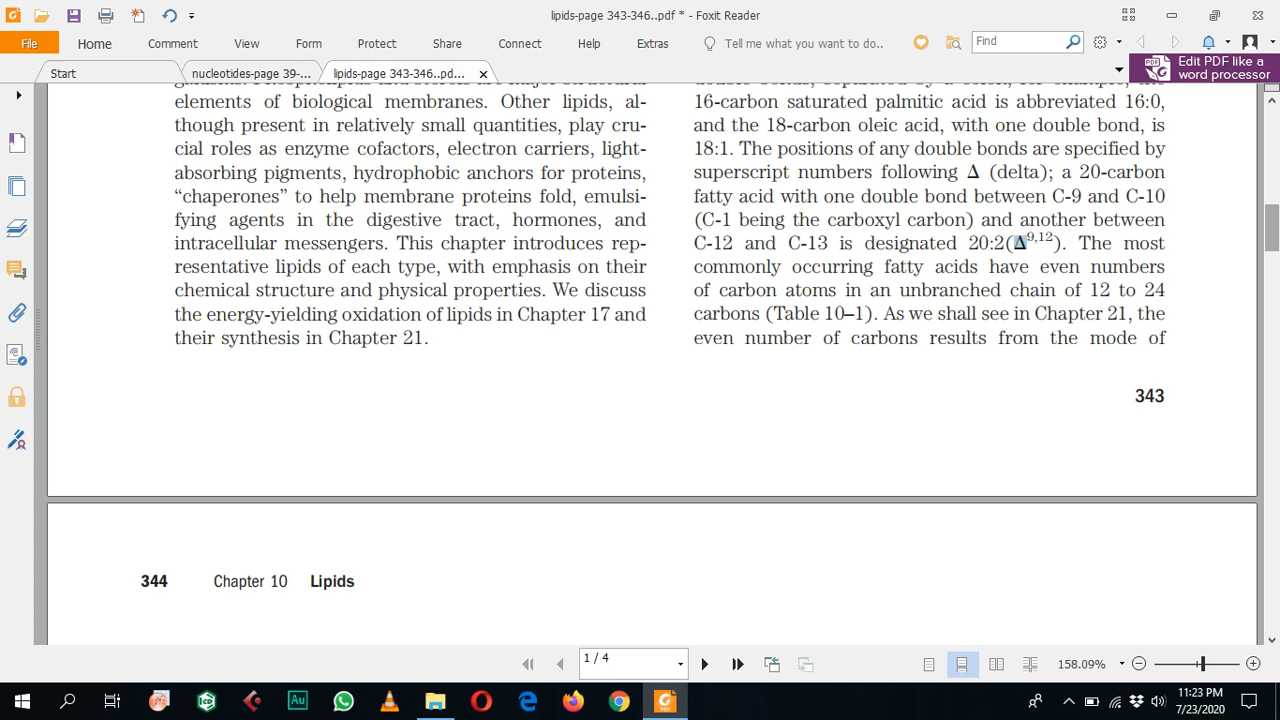 lipids-page 343-346..pdf * - Foxit Reader
File Home Comment View Form Protect Share Connect Help Extras Tell me what you want to do.. Find
Edit PDF like a
word processor
Start nucleotides-page 39-... lipids-page 343-346..pd...
elements of biological membranes. Other lipids, al-
though present in relatively small quantities, play cru-
cial roles as enzyme cofactors, electron carriers, light-
absorbing pigments, hydrophobic anchors for proteins,
“chaperones” to help membrane proteins fold, emulsi-
fying agents in the digestive tract, hormones, and
intracellular messengers. This chapter introduces rep-
resentative lipids of each type, with emphasis on their
chemical structure and physical properties. We discuss
the energy-yielding oxidation of lipids in Chapter 17 and
their synthesis in Chapter 21.
16-carbon saturated palmitic acid is abbreviated 16:0,
and the 18-carbon oleic acid, with one double bond, is
18:1. The positions of any double bonds are specified by
superscript numbers following Δ (delta); a 20-carbon
fatty acid with one double bond between C-9 and C-10
(C-1 being the carboxyl carbon) and another between
C-12 and C-13 is designated 20:2(Δ9,12). The most
commonly occurring fatty acids have even numbers
of carbon atoms in an unbranched chain of 12 to 24
carbons (Table 10–1). As we shall see in Chapter 21, the
even number of carbons results from the mode of
343
344 Chapter 10 Lipids
1 / 4
158.09%
Au
11:23 PM
7/23/2020